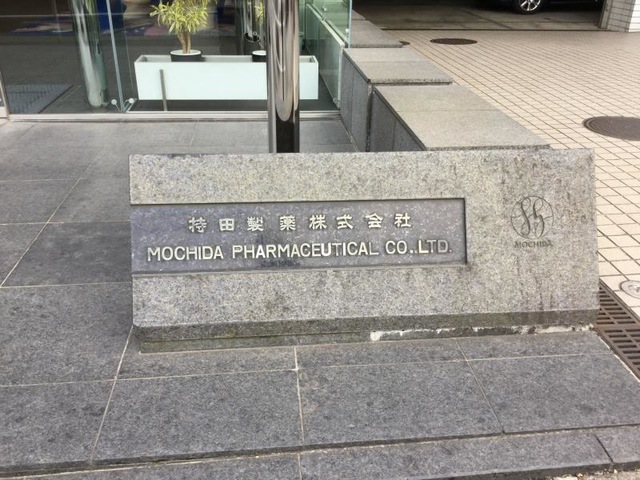 持田製薬株式会社
MOCHIDA PHARMACEUTICAL CO.,LTD.
MOCHIDA